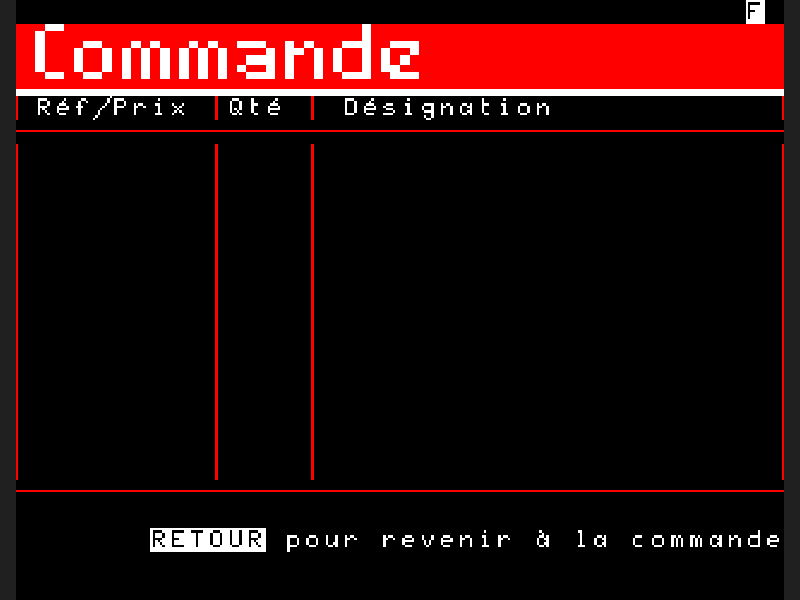 F
Commande
Réf/Prix Qté Désignation
RETOUR pour revenir à la commande